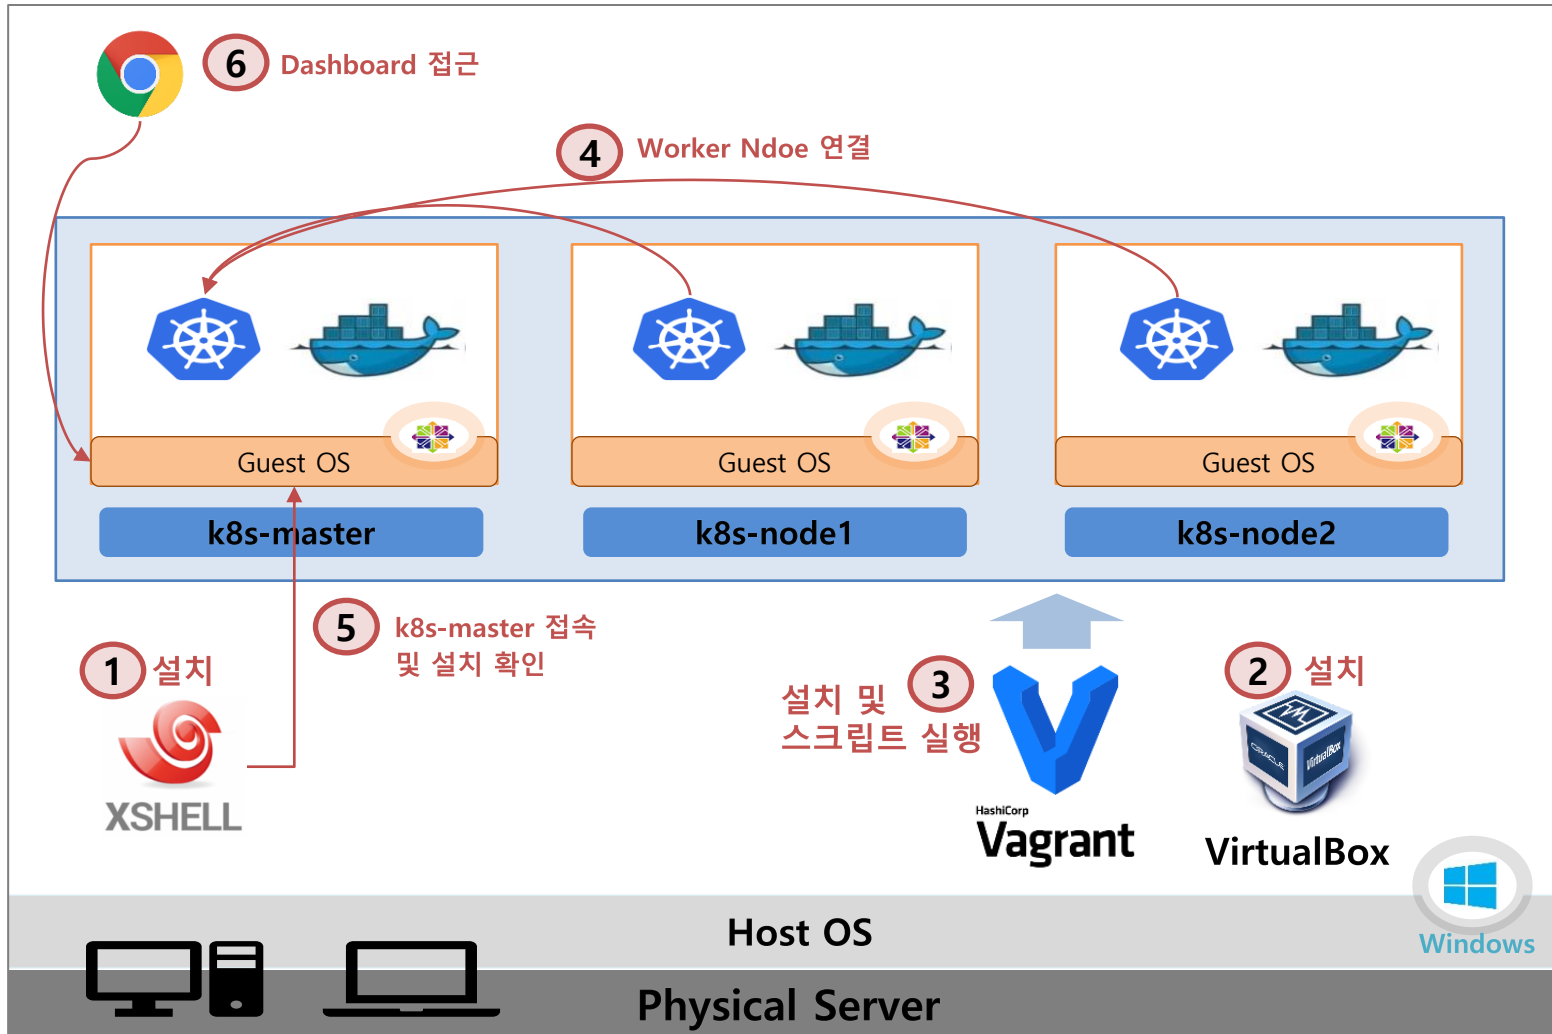 6 Dashboard 접근
4 Worker Ndoe 연결
Guest OS
Guest OS
Guest OS
k8s-master
k8s-node1
k8s-node2
5 k8s-master 접속
및 설치 확인
1 설치
XSHELL
설치 및 3
스크립트 실행
HashiCorp
Vagrant
2 설치
ORACLE
VirtualBox
VirtualBox
Host OS
Windows
Physical Server